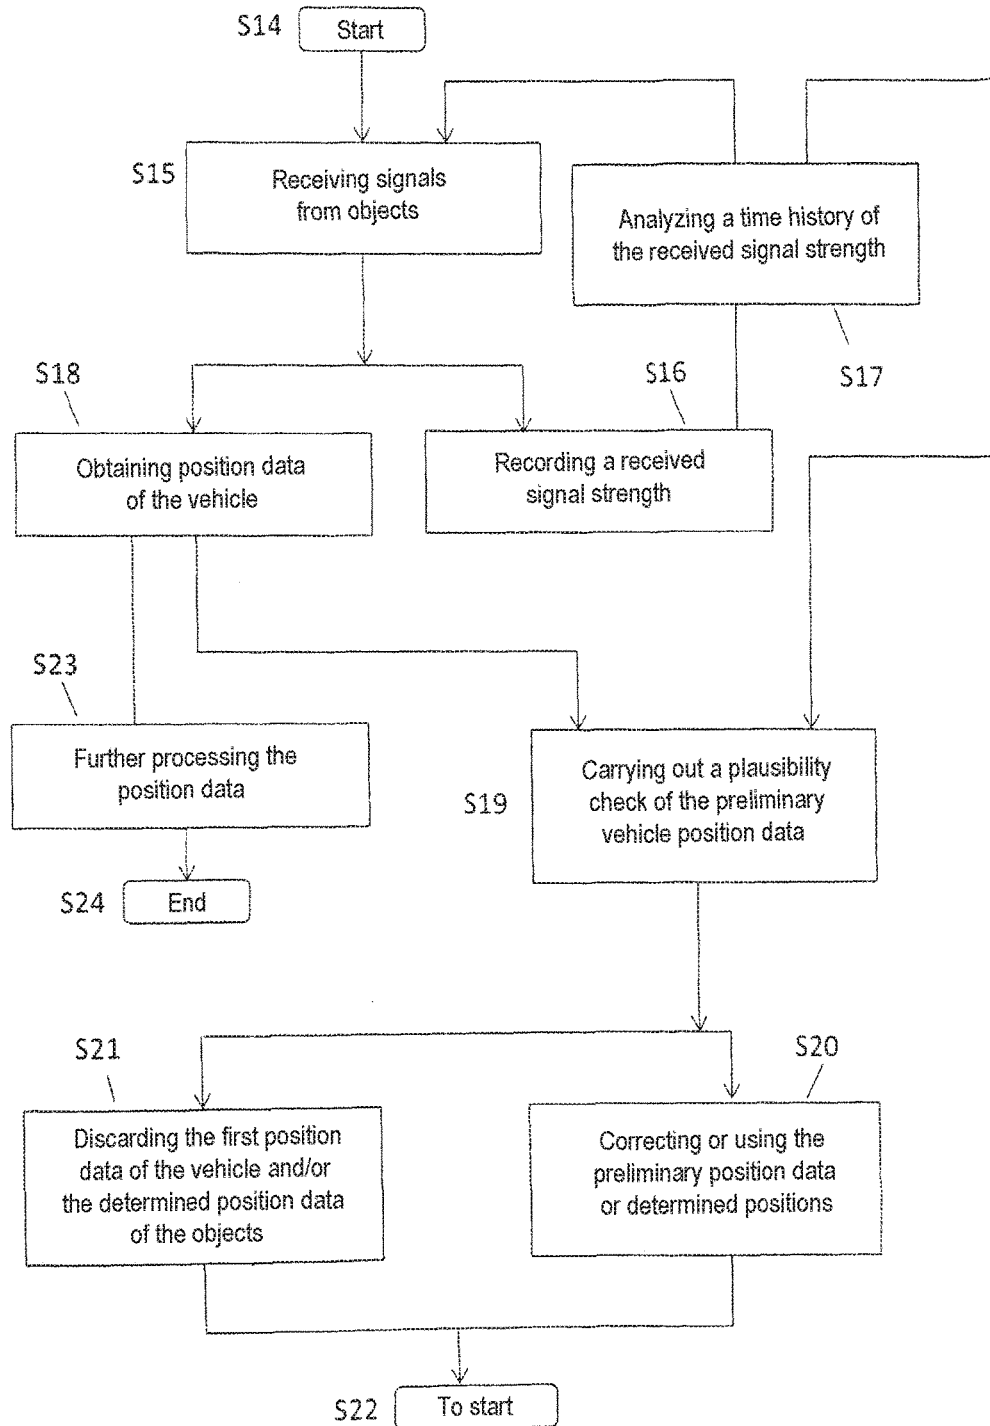 S14
Start
S15
Receiving signals
from objects
Analyzing a time history of
the received signal strength
S17
S18
S16
Obtaining position data
of the vehicle
Recording a received
signal strength
S23
Further processing the
position data
S19
Carrying out a plausibility
check of the preliminary
vehicle position data
S24
End
S21
S20
Discarding the first position
data of the vehicle and/or
the determined position data
of the objects
Correcting or using the
preliminary position data
or determined positions
S22
To start